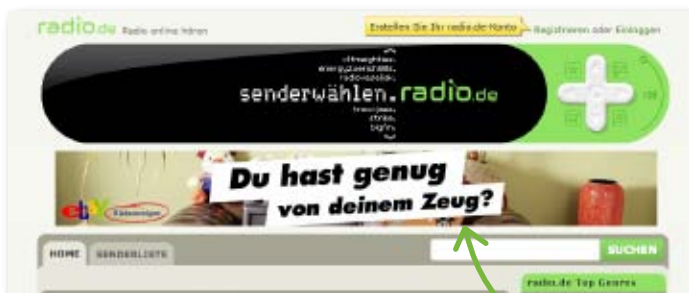 radio.de Radio online hören
Erstellen Sie Ihr radio.de-Konto
Registrieren oder Einloggen
senderwählen.radio.de
Du hast genug
von deinem Zeug?
ebay Kleinanzeigen
HOME SENDERLISTE
SUCHEN
radio.de Top Genres